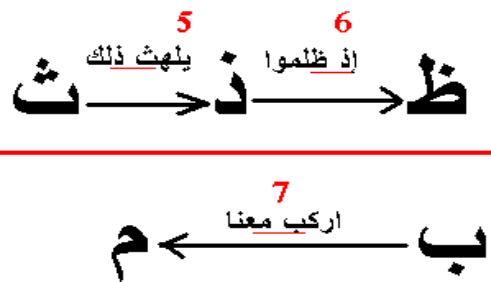 6 5
إذ ظلموا يلهث ذلك
ظ ذ ث
7
اركب معنا
ب م